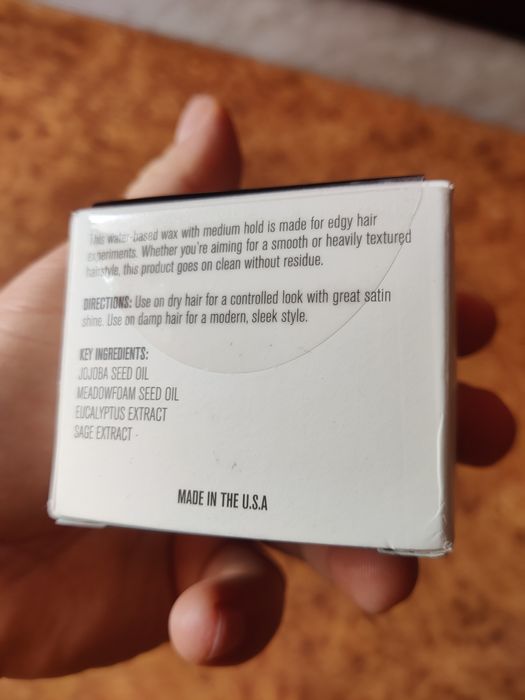 This water-based wax with medium hold is made for edgy hair
experiments. Whether you're aiming for a smooth or heavily textured
hairstyle, this product goes on clean without residue.
DIRECTIONS: Use on dry hair for a controlled look with great satin
shine. Use on damp hair for a modern, sleek style.
KEY INGREDIENTS:
JOJOBA SEED OIL
MEADOWFOAM SEED OIL
EUCALYPTUS EXTRACT
SAGE EXTRACT
MADE IN THE U.S.A